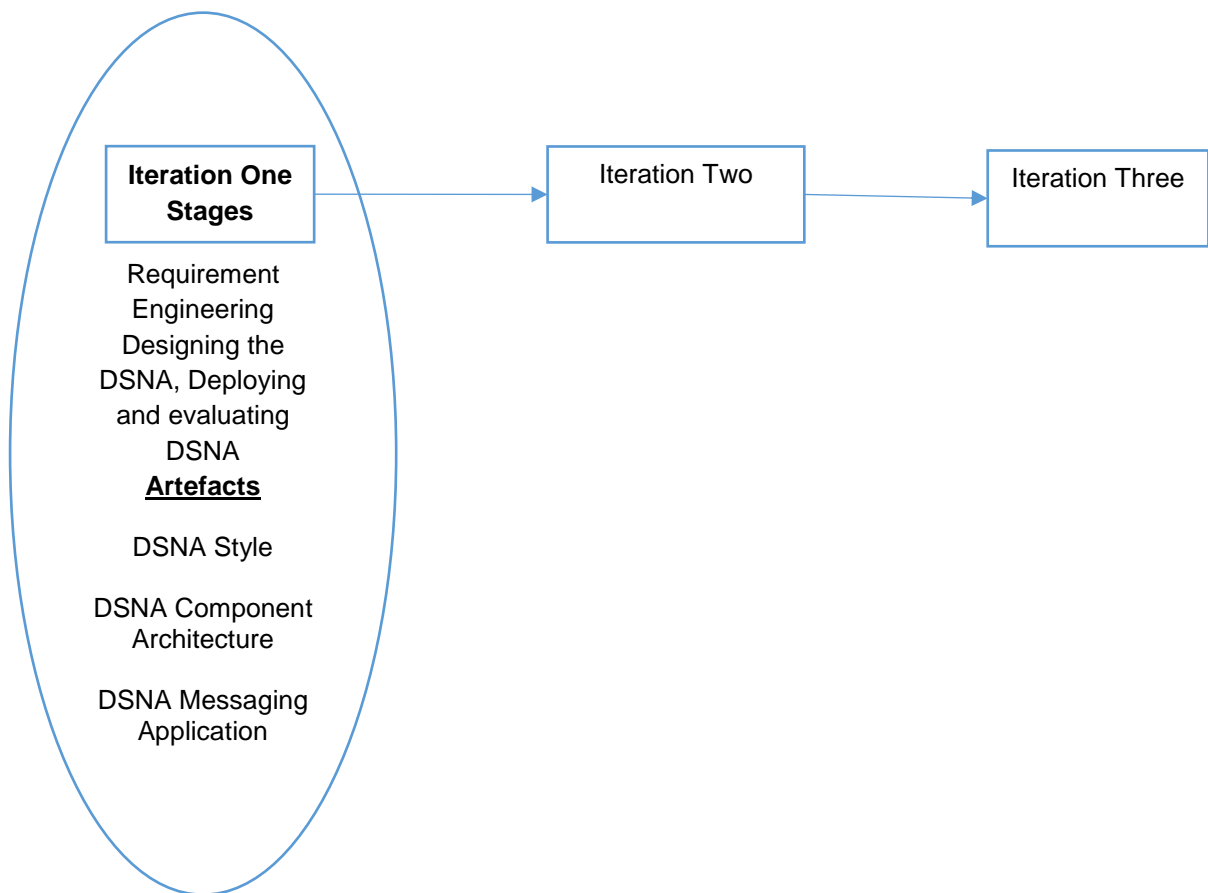 Iteration One
Stages
Iteration Two
Iteration Three
Requirement
Engineering
Designing the
DSNA, Deploying
and evaluating
DSNA
Artefacts
DSNA Style
DSNA Component
Architecture
DSNA Messaging
Application